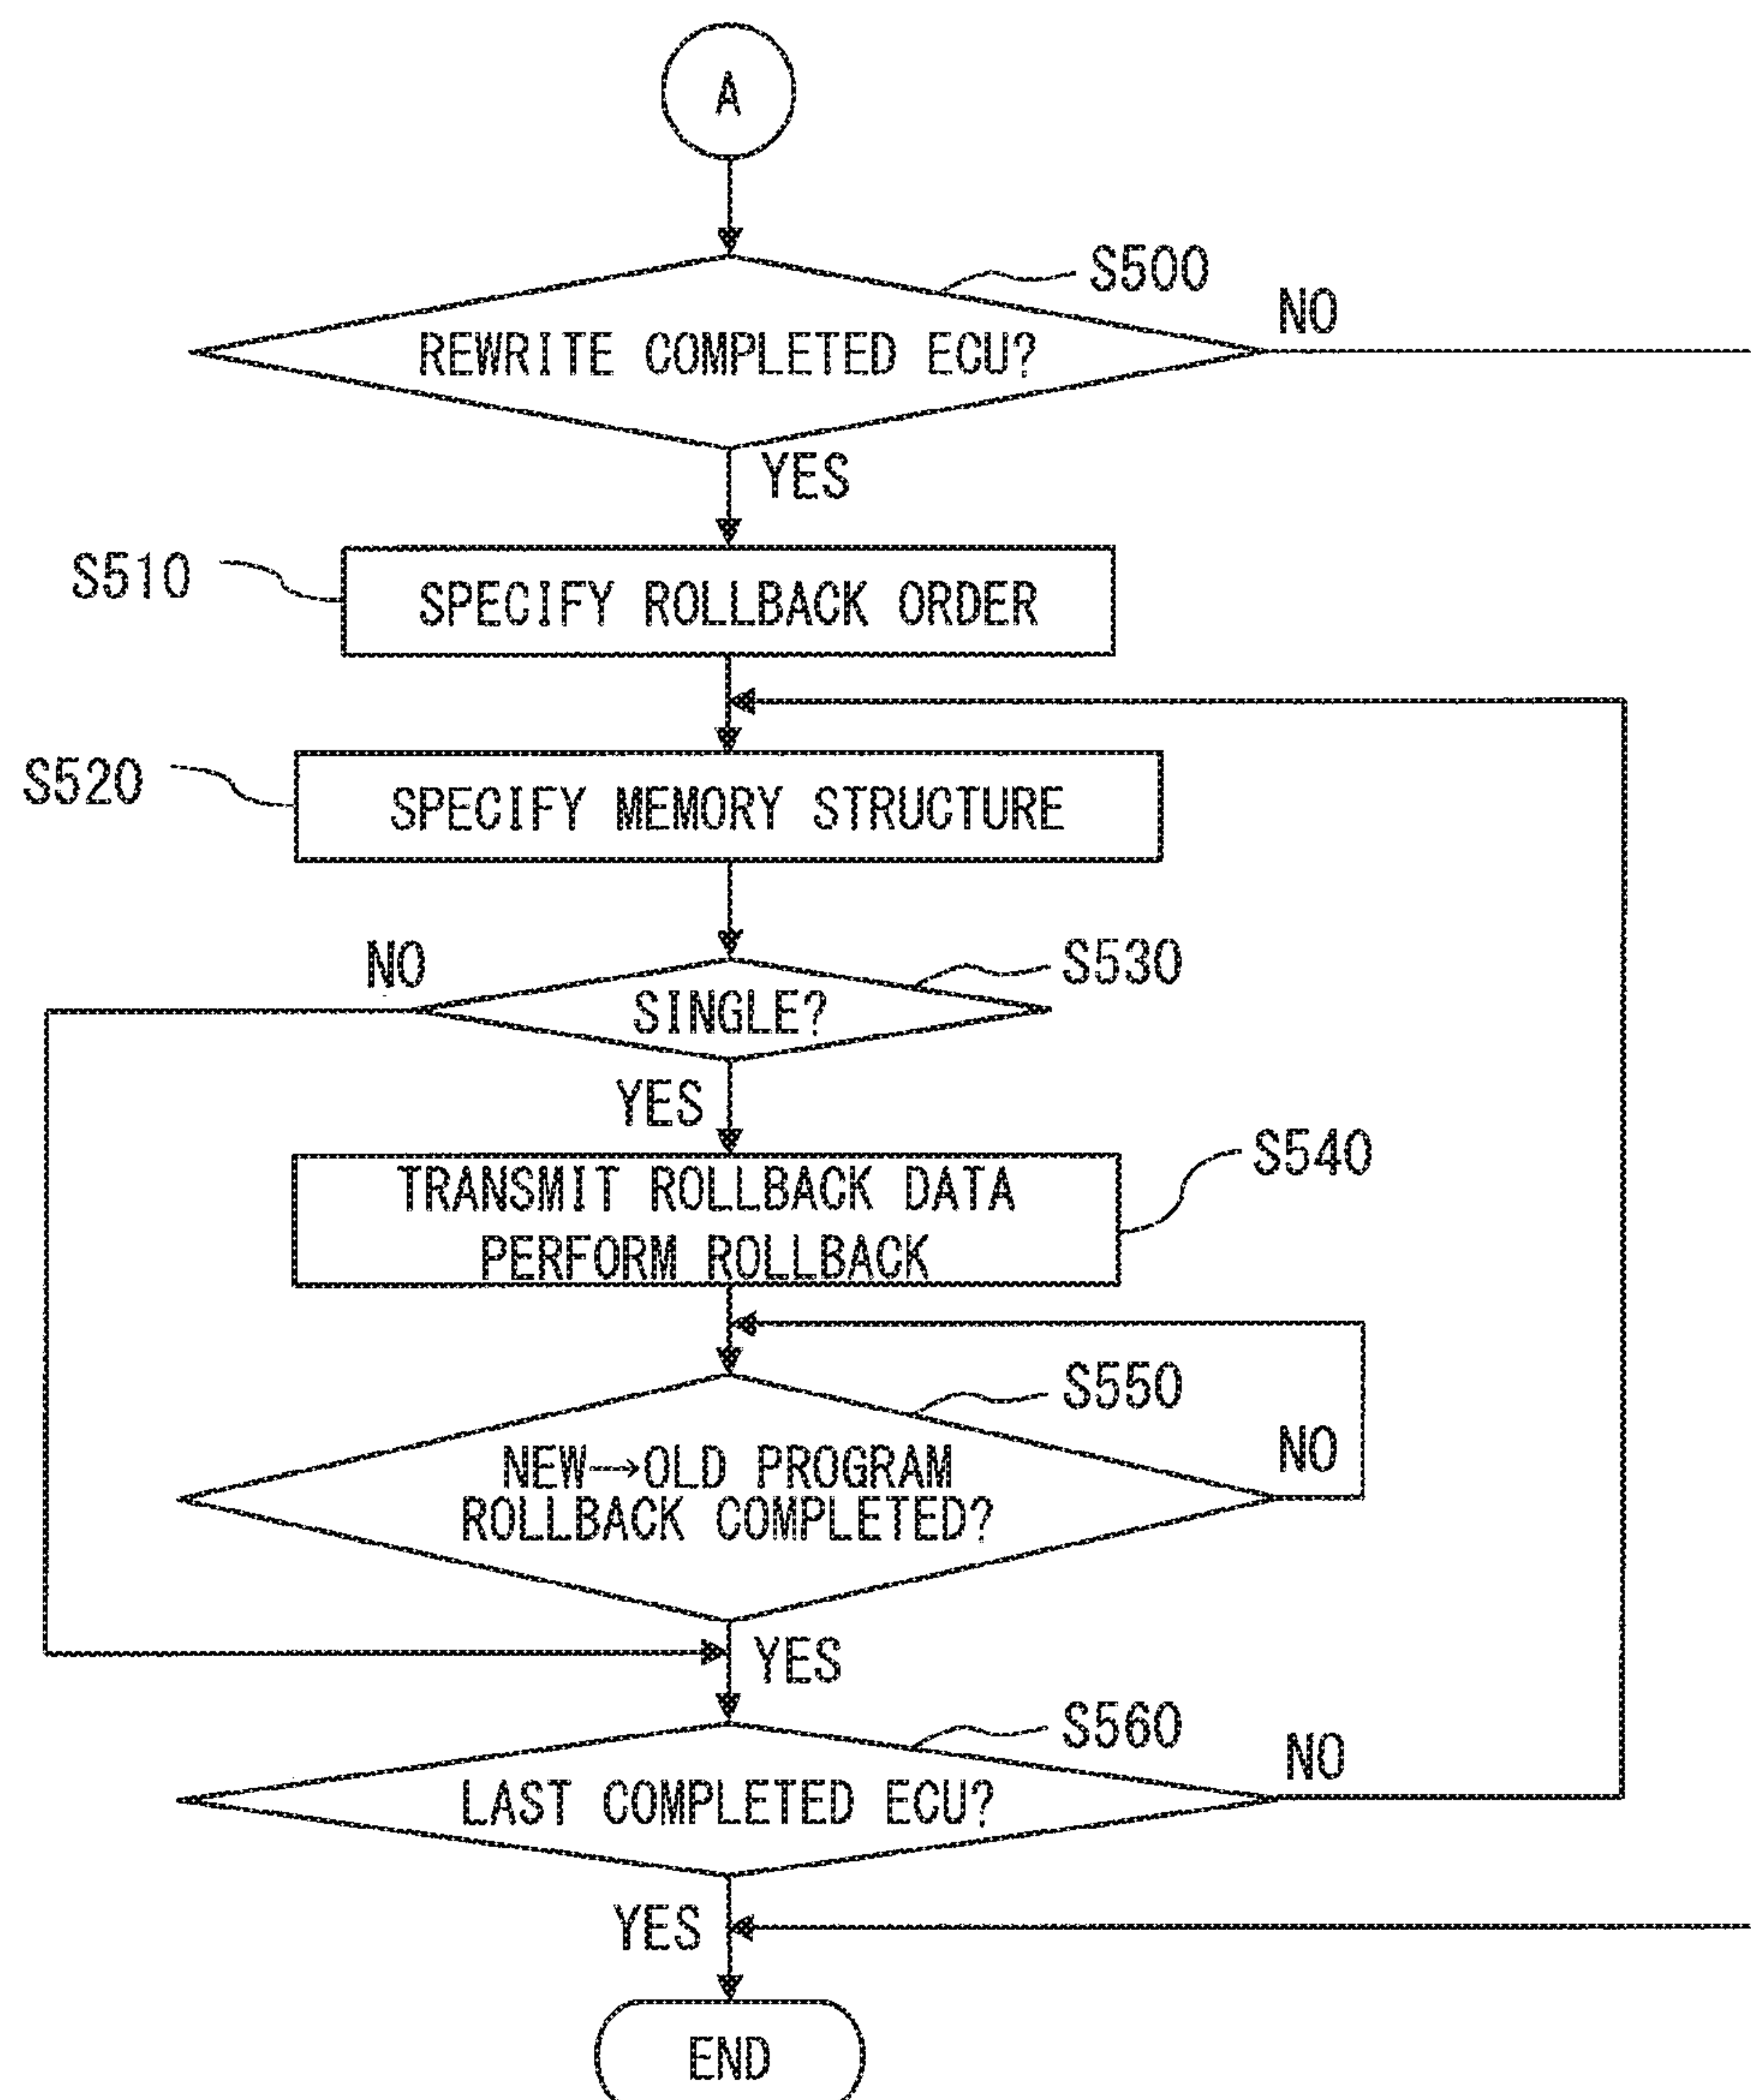 A
S500
NO
REWRITE COMPLETED ECU?
YES
S510
SPECIFY ROLLBACK ORDER
S520
SPECIFY MEMORY STRUCTURE
NO
S530
SINGLE?
YES
S540
TRANSMIT ROLLBACK DATA
PERFORM ROLLBACK
S550
NO
NEW→OLD PROGRAM
ROLLBACK COMPLETED?
YES
S560
NO
LAST COMPLETED ECU?
YES
END